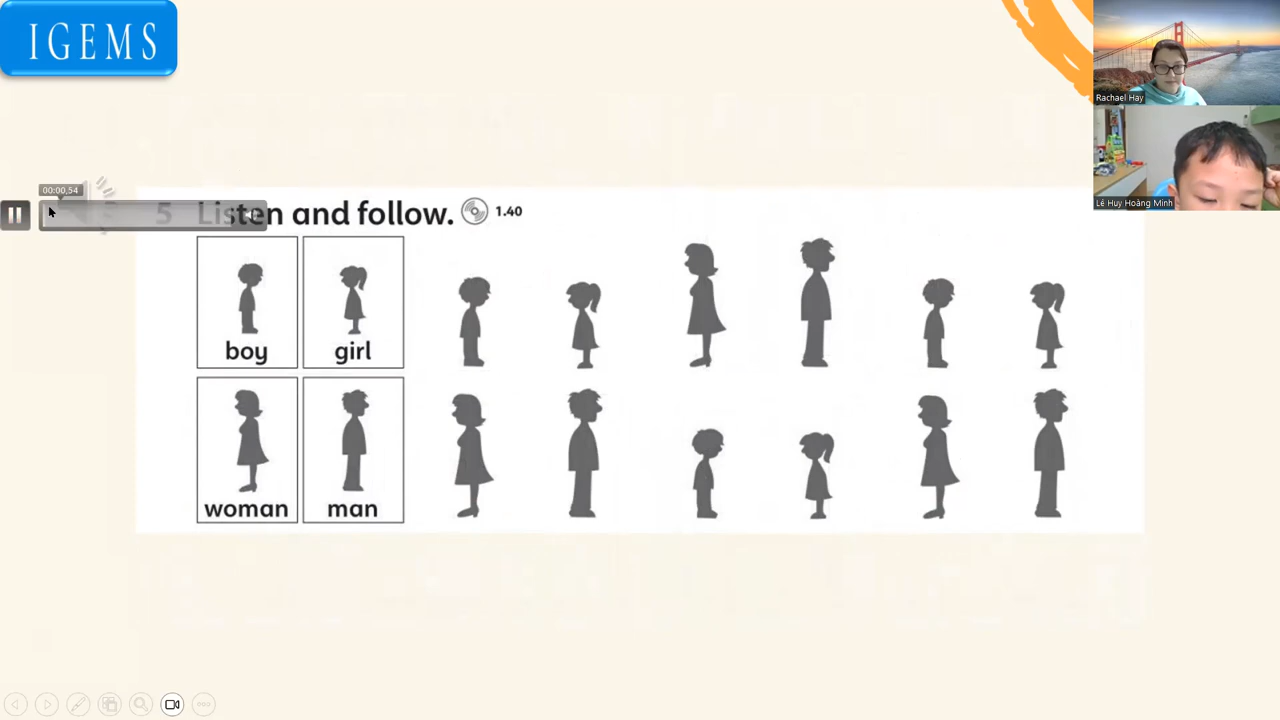 IGEMS
Rachael Hay
Lê Huy Hoàng Minh
00:00,54
5 Listen and follow. 1.40
boy
girl
woman
man